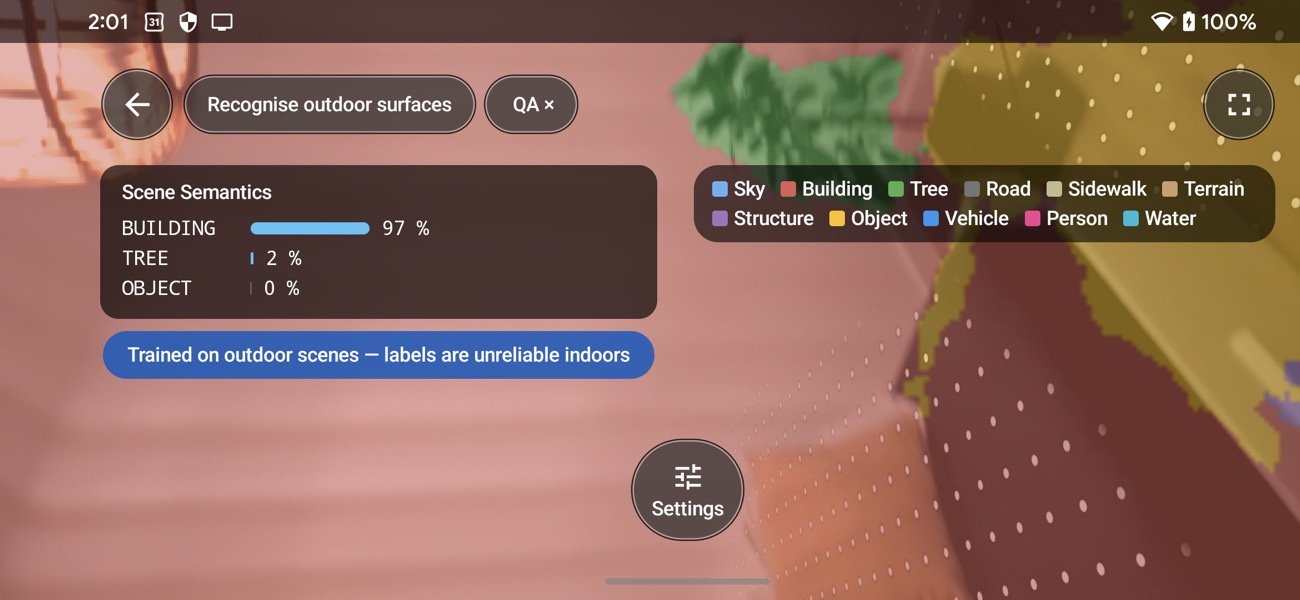 2:01 31 100%
Recognise outdoor surfaces QA ×
Scene Semantics
BUILDING 97 %
TREE 2 %
OBJECT 0 %
Trained on outdoor scenes — labels are unreliable indoors
Sky Building Tree Road Sidewalk Terrain
Structure Object Vehicle Person Water
Settings